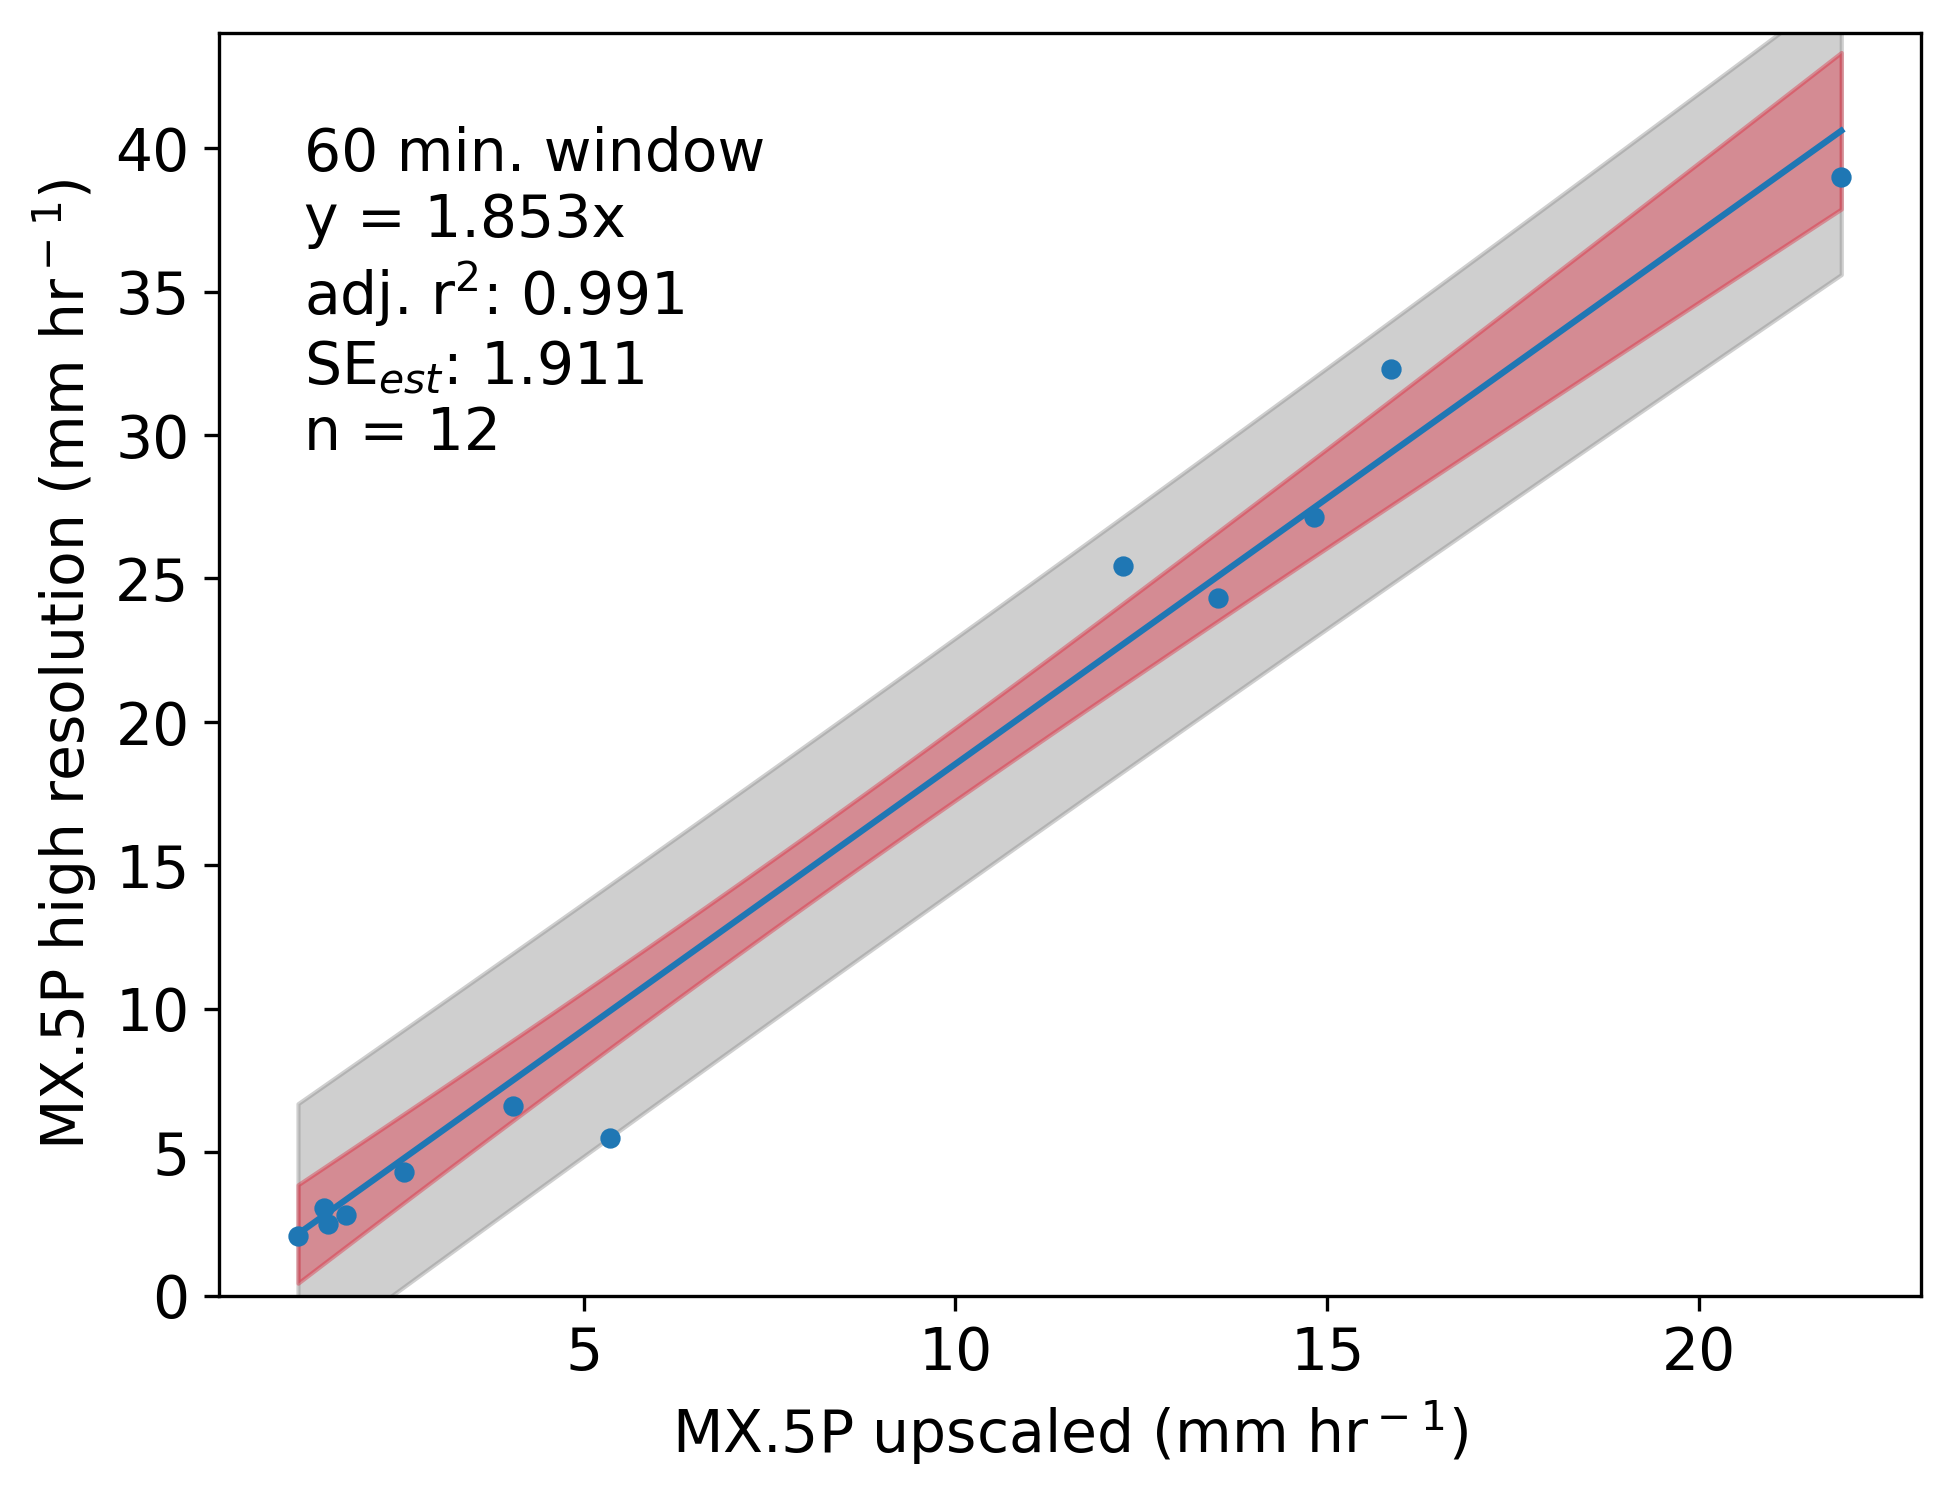 60 min. window
y = 1.853x
adj. r²: 0.991
SEest: 1.911
n = 12
MX.5P high resolution (mm hr⁻¹)
40
35
30
25
20
15
10
5
0
5 10 15 20
MX.5P upscaled (mm hr⁻¹)